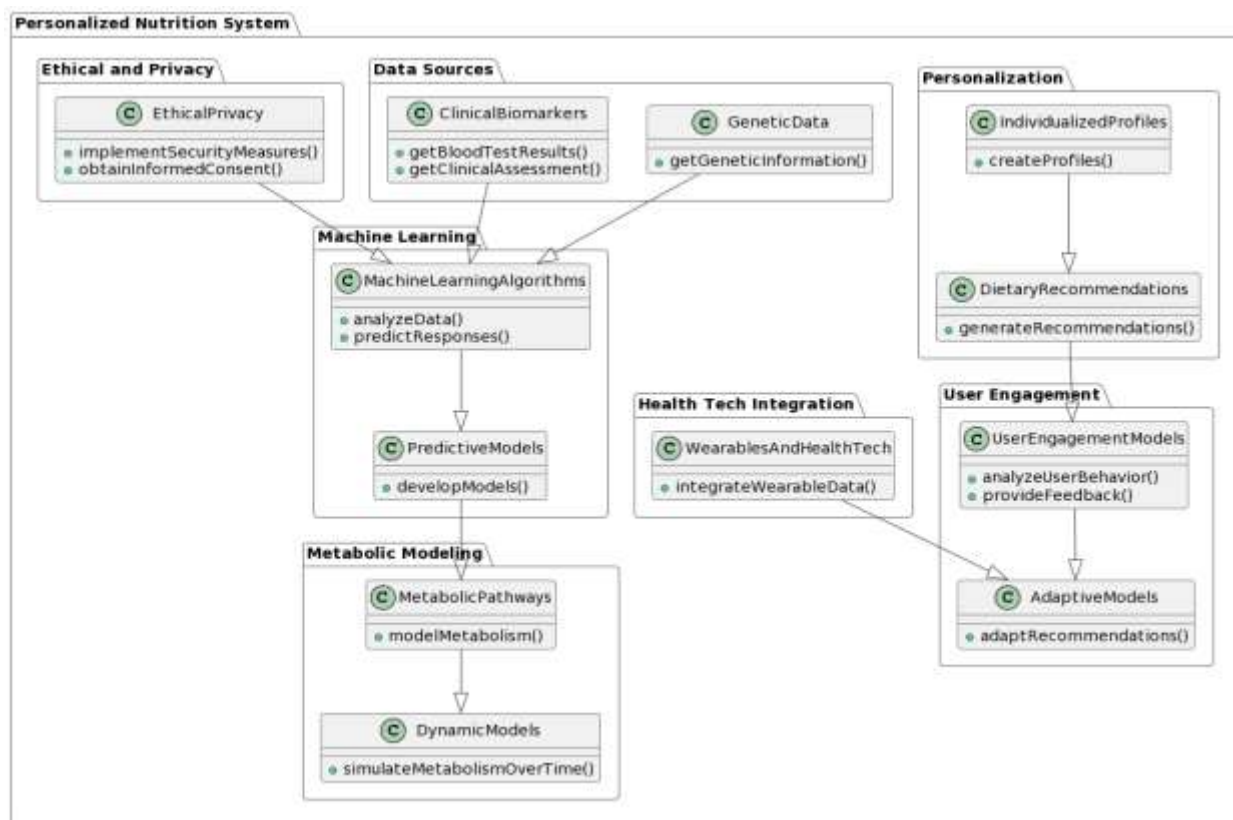 Personalized Nutrition System
Ethical and Privacy
C EthicalPrivacy
implementSecurityMeasures()
obtainInformedConsent()
Data Sources
C ClinicalBiomarkers
getBloodTestResults()
getClinicalAssessment()
C GeneticData
getGeneticInformation()
Personalization
C IndividualizedProfiles
createProfiles()
C DietaryRecommendations
generateRecommendations()
Machine Learning
C MachineLearningAlgorithms
analyzeData()
predictResponses()
C PredictiveModels
developModels()
Health Tech Integration
C WearablesAndHealthTech
integrateWearableData()
User Engagement
C UserEngagementModels
analyzeUserBehavior()
provideFeedback()
C AdaptiveModels
adaptRecommendations()
Metabolic Modeling
C MetabolicPathways
modelMetabolism()
C DynamicModels
simulateMetabolismOverTime()